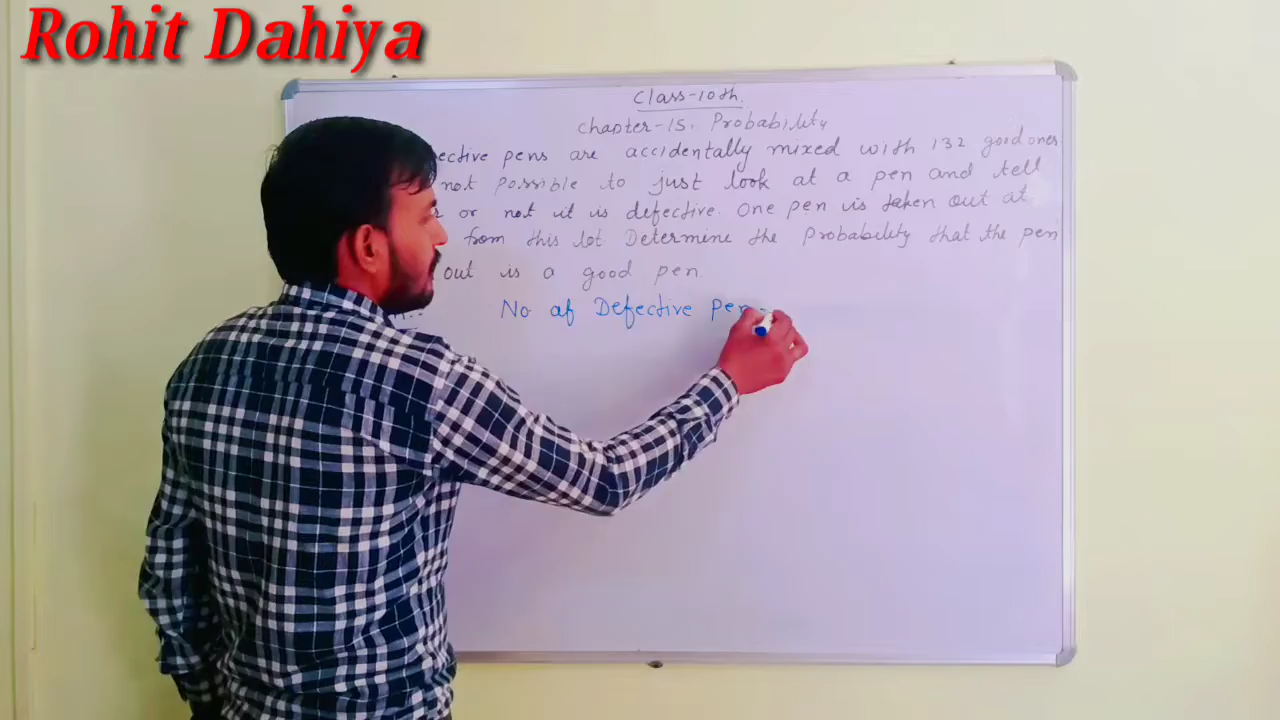 Rohit Dahiya
Class-10th.
Chapter-15. Probability
ective pens are accidentally mixed with 132 good ones
not possible to just look at a pen and tell
or not it is defective. One pen is taken out at
from this lot Determine the Probability that the pen
out is a good pen.
No of Defective Pen